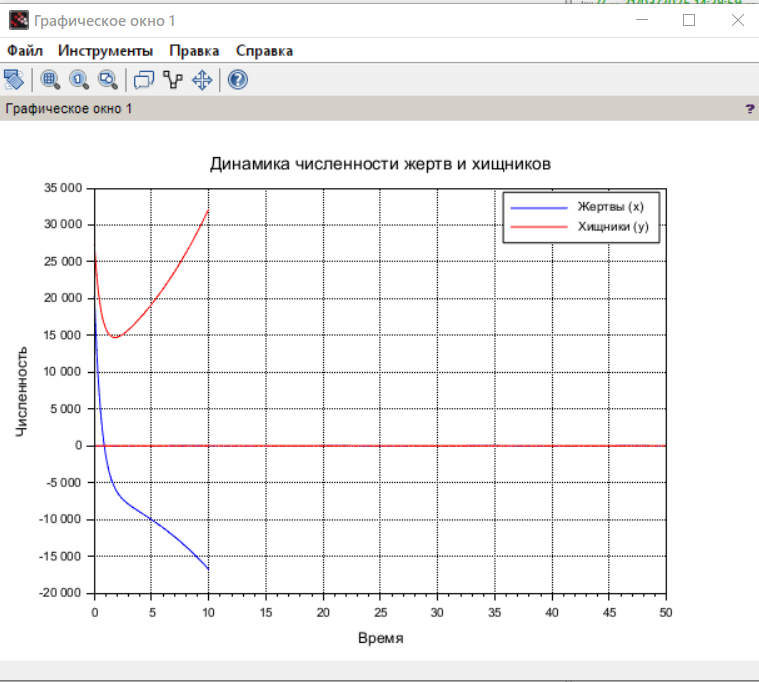 Графическое окно 1
Файл Инструменты Правка Справка
Графическое окно 1 ?
Динамика численности жертв и хищников
35 000
30 000
25 000
20 000
15 000
10 000
5 000
0
-5 000
-10 000
-15 000
-20 000
Численность
Жертвы (x)
Хищники (y)
0 5 10 15 20 25 30 35 40 45 50
Время